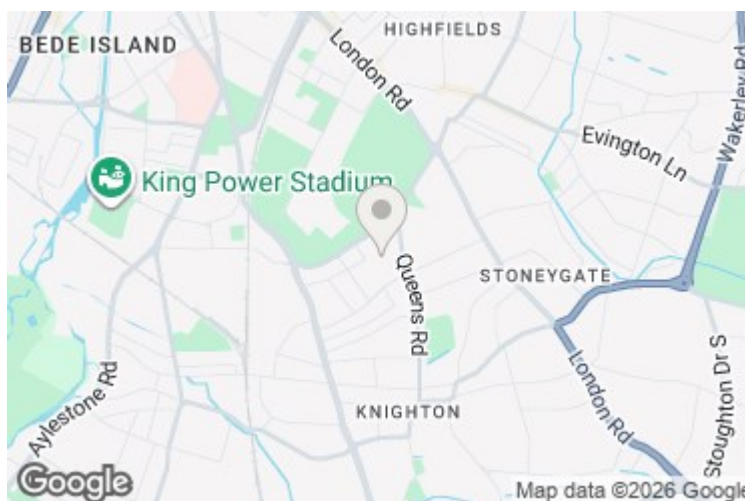 HIGHFIELDS
BEDE ISLAND
London Rd
Wakerley Rd
Evington Ln
King Power Stadium
Queens Rd
STONEYGATE
London Rd
Stoughton Dr S
Aylestone Rd
KNIGHTON
Google
Map data ©2026 Google